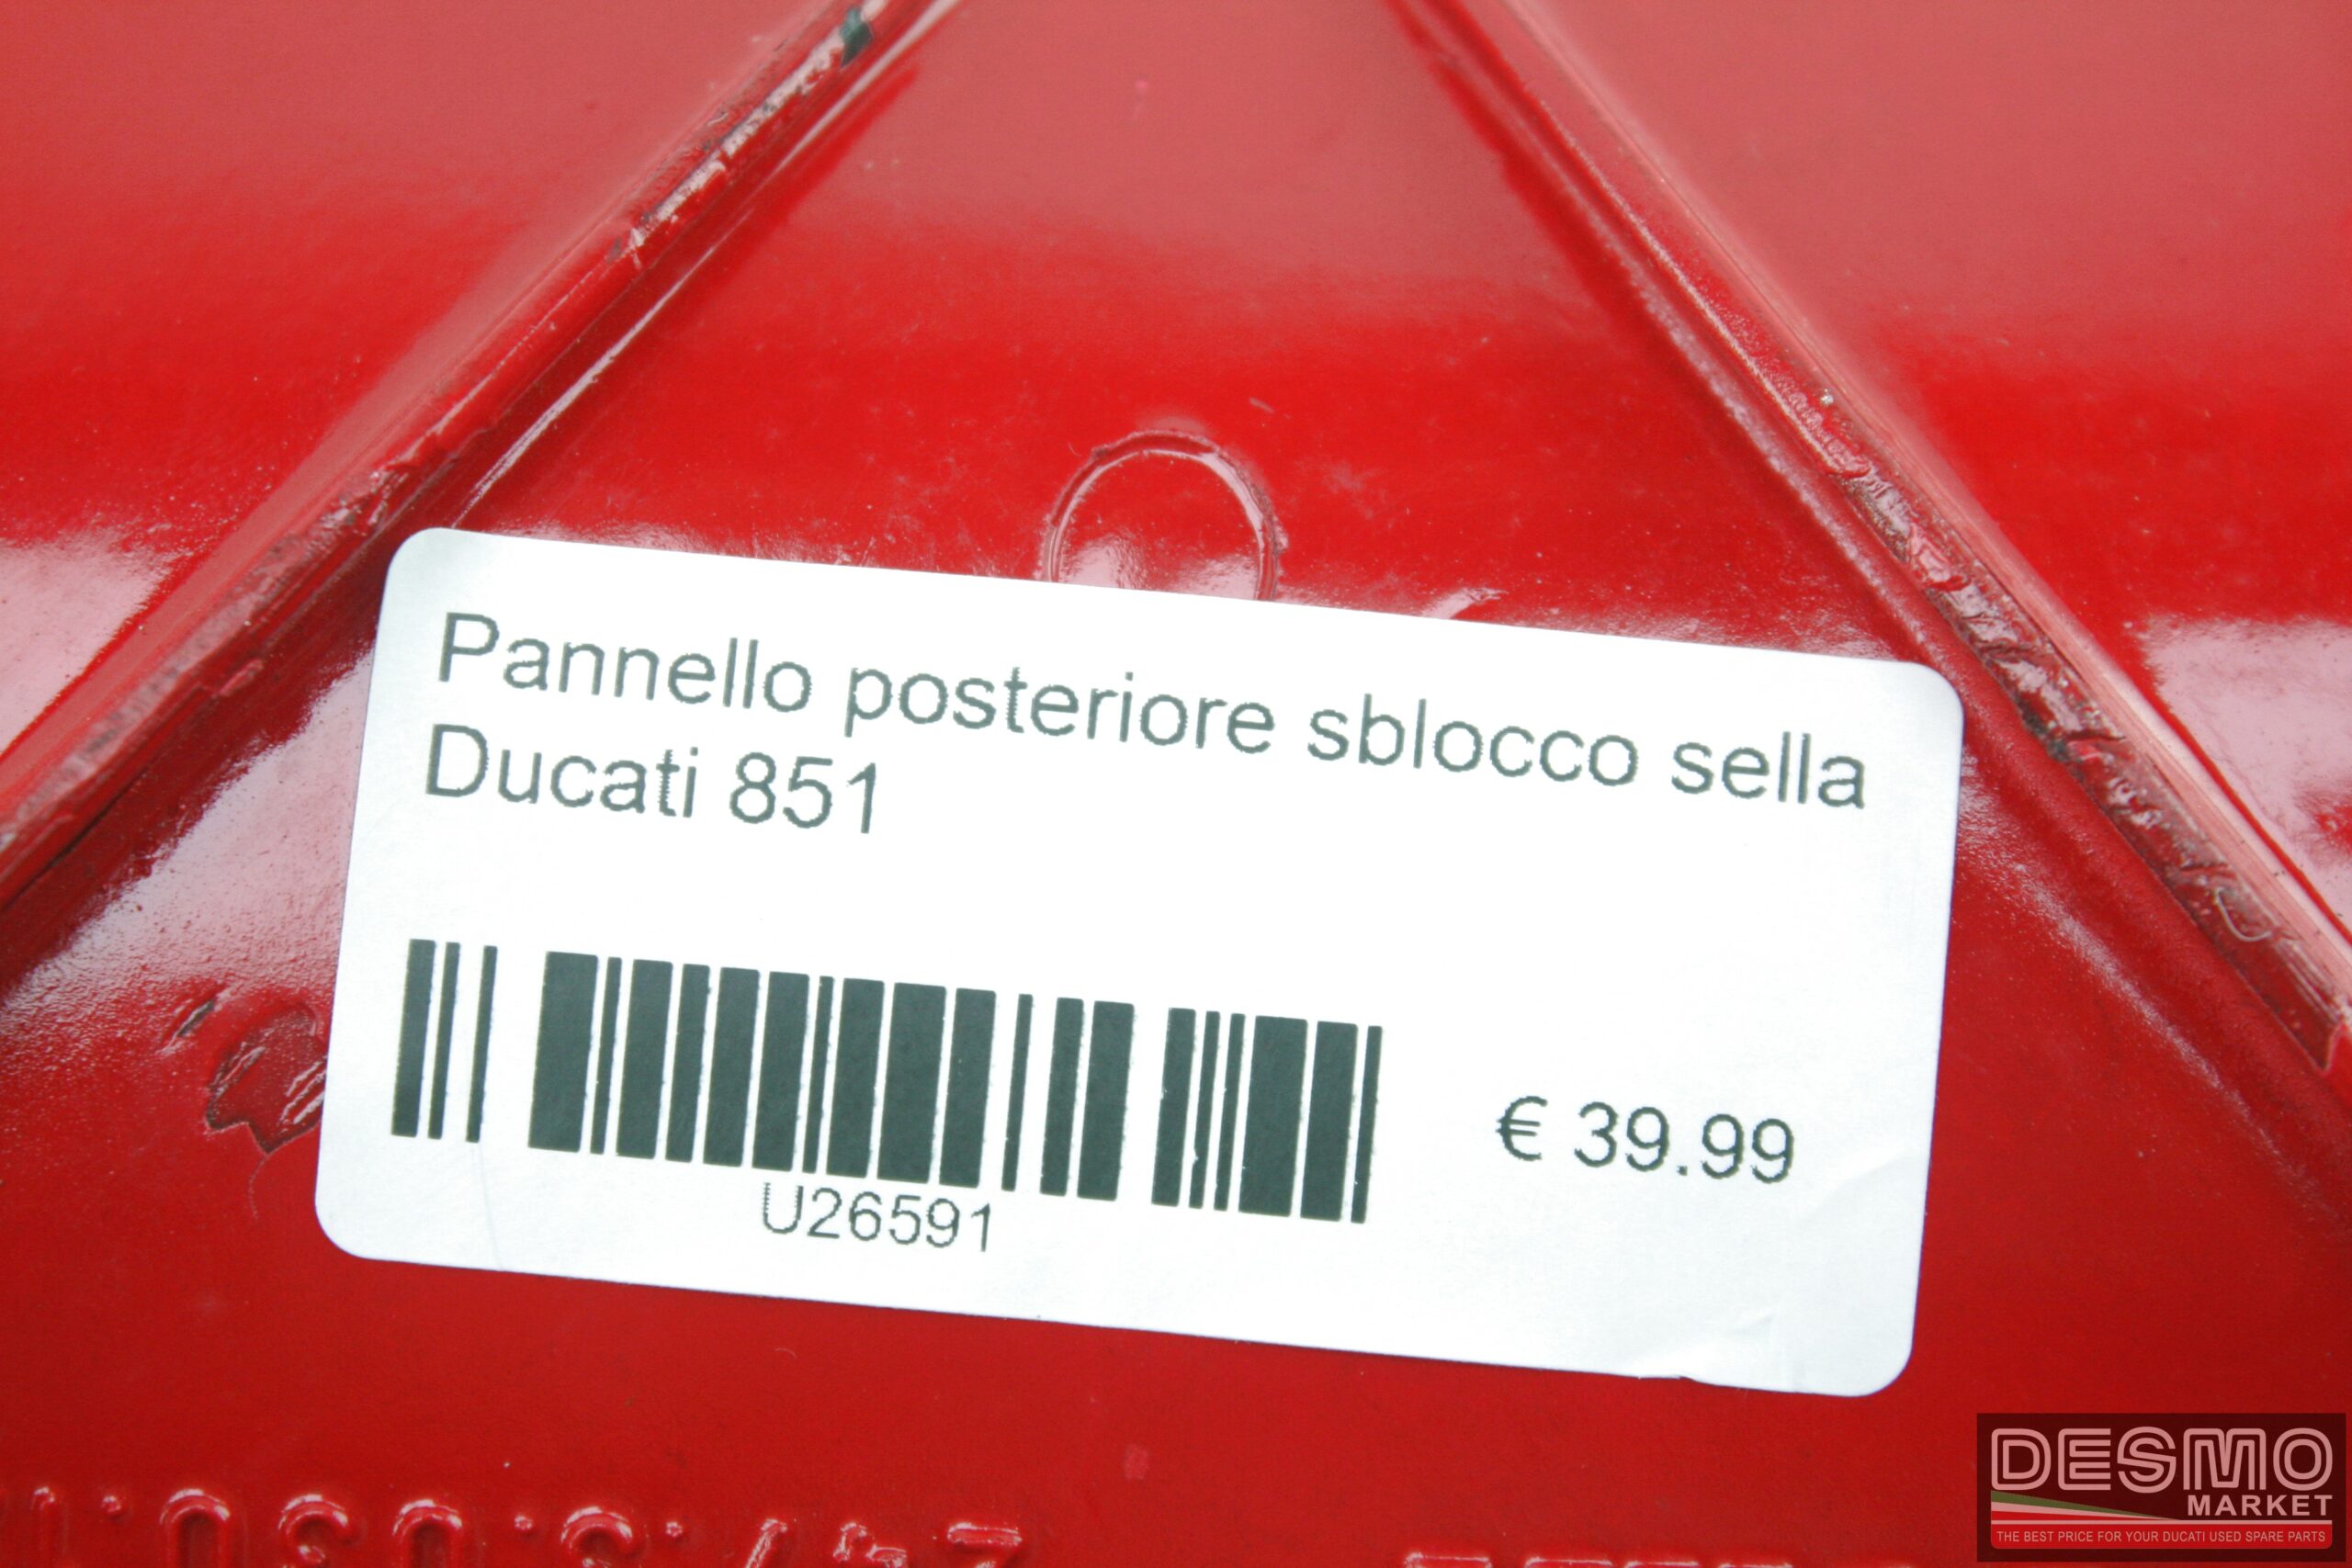 Pannello posteriore sblocco sella
Ducati 851
U26591
€ 39.99
DESMO
MARKET
THE BEST PRICE FOR YOUR DUCATI USED SPARE PARTS